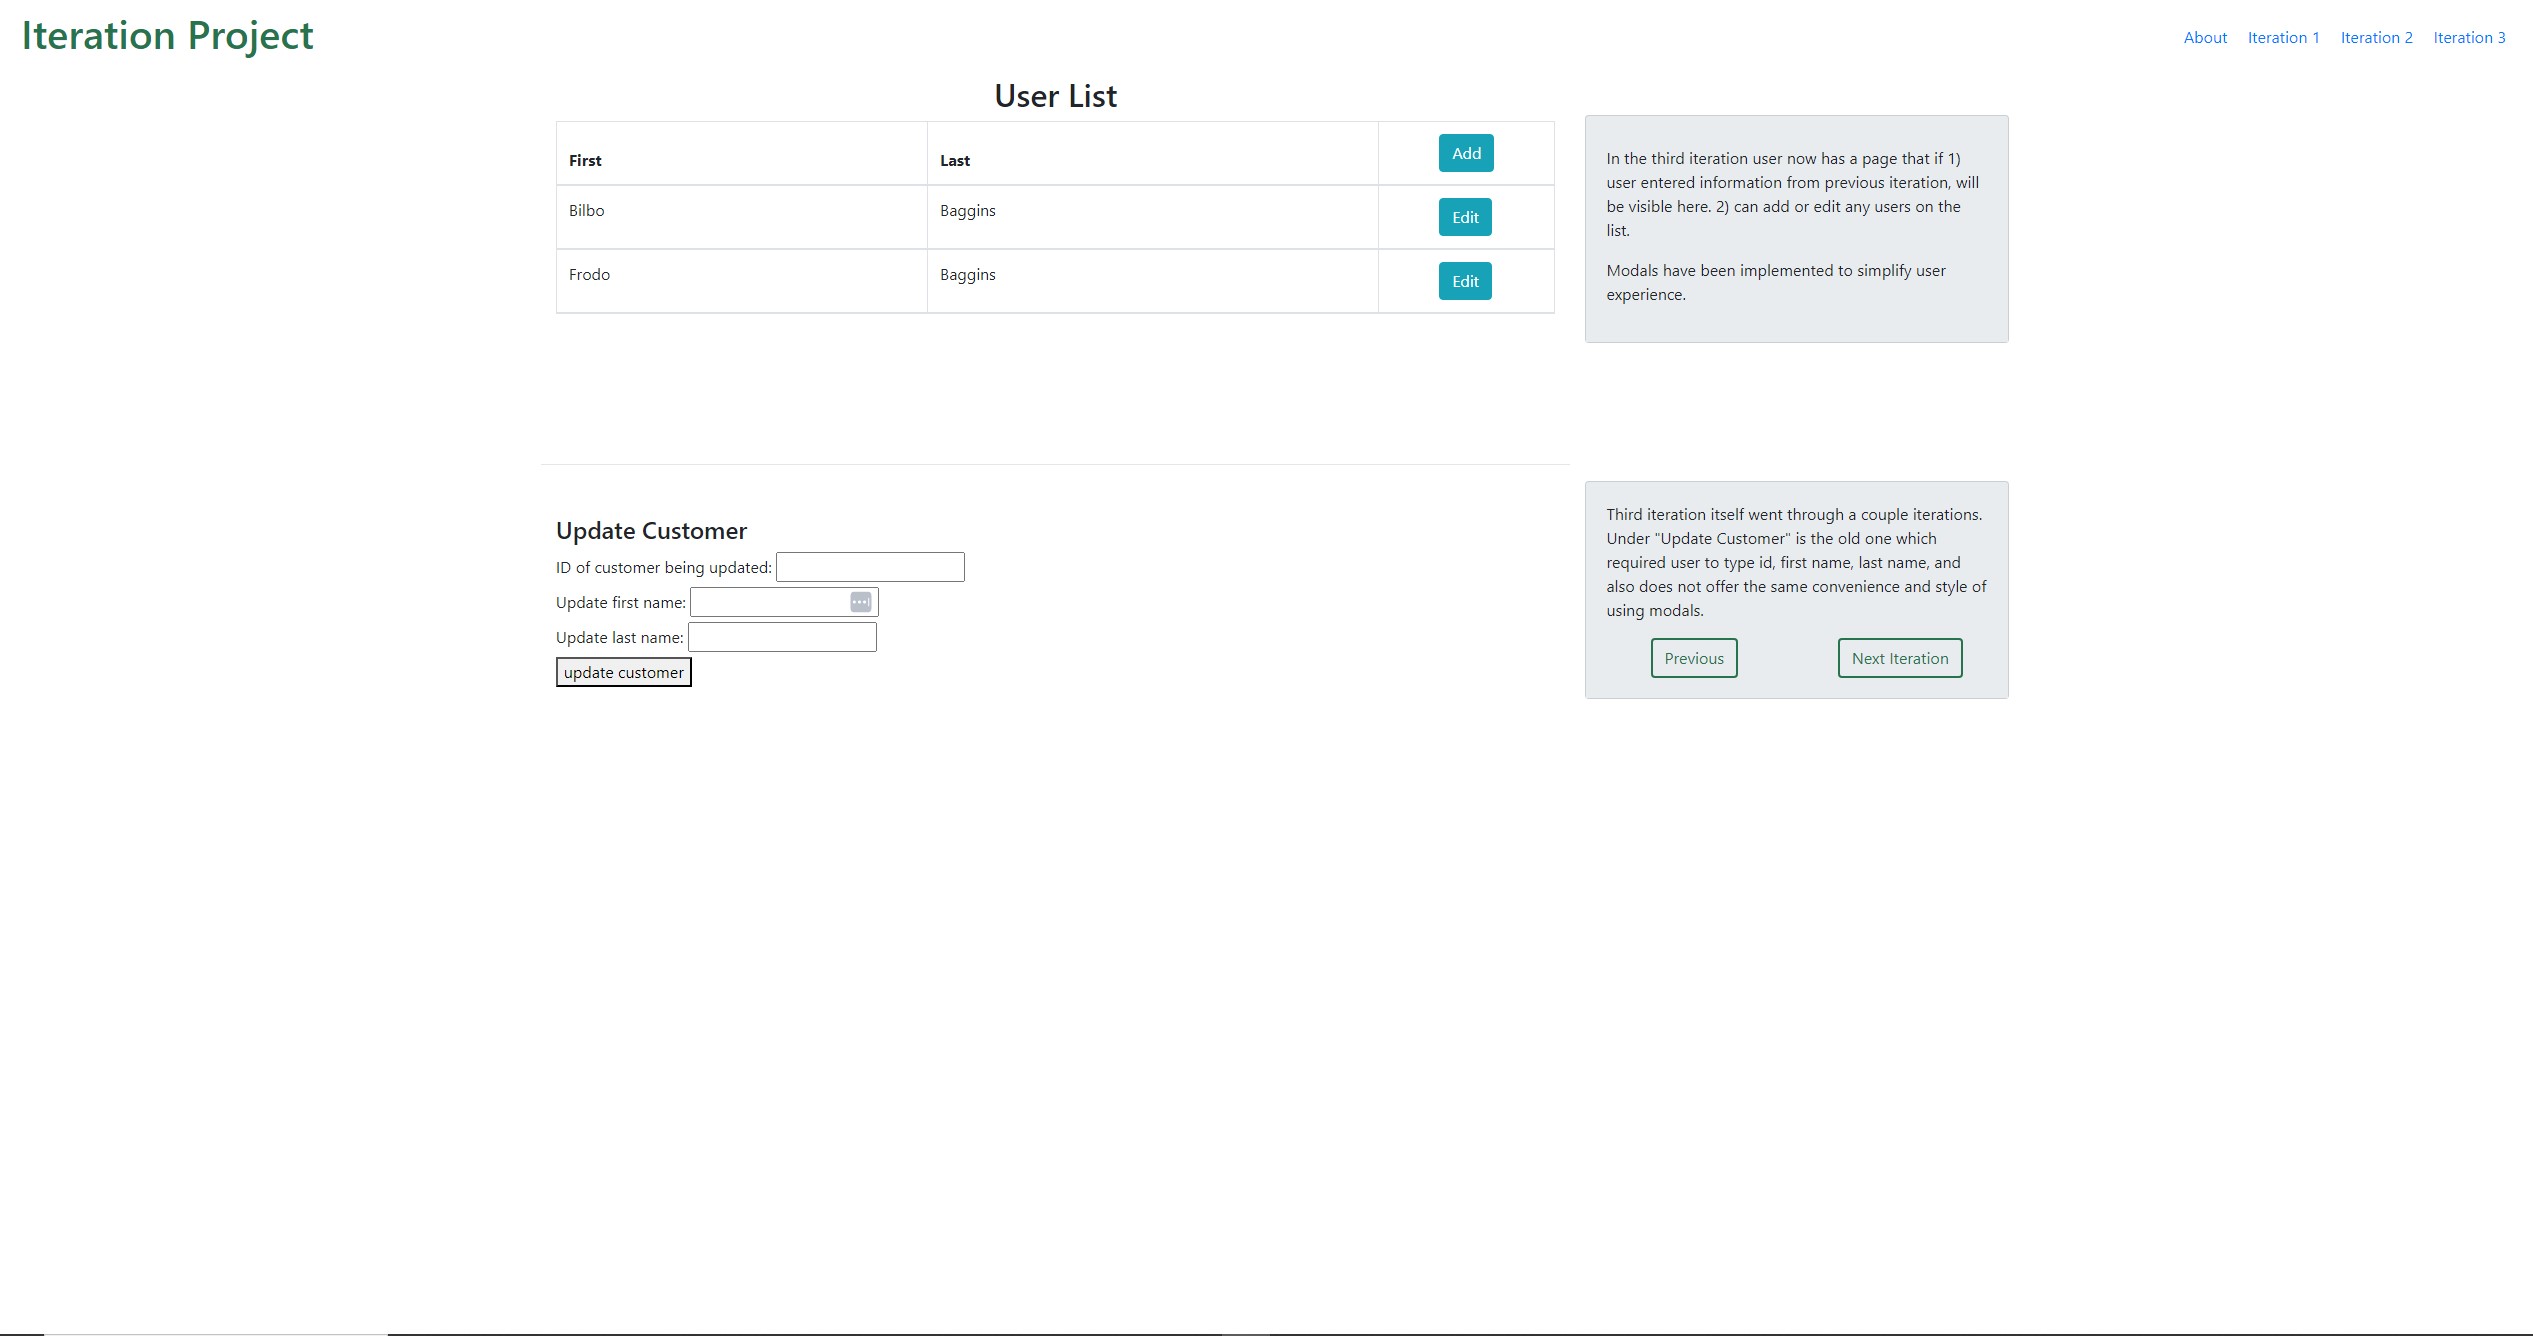 Iteration Project
About Iteration 1 Iteration 2 Iteration 3
User List
First Last Add
Bilbo Baggins Edit
Frodo Baggins Edit
In the third iteration user now has a page that if 1)
user entered information from previous iteration, will
be visible here. 2) can add or edit any users on the
list.
Modals have been implemented to simplify user
experience.
Update Customer
ID of customer being updated:
Update first name:
Update last name:
update customer
Third iteration itself went through a couple iterations.
Under "Update Customer" is the old one which
required user to type id, first name, last name, and
also does not offer the same convenience and style of
using modals.
Previous Next Iteration